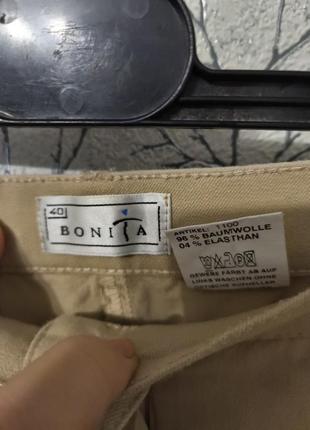 40
BONITA
ARTIKEL: 1100
96 % BAUMWOLLE
04 % ELASTHAN
GEWEBE FÄRBT AB AUF
LINKS WASCHEN OHNE